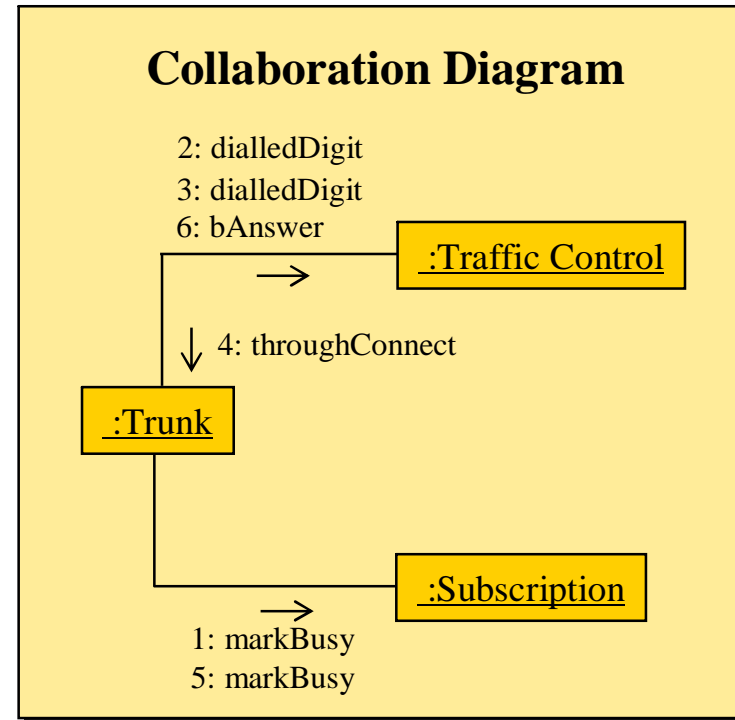 Collaboration Diagram
2: dialledDigit
3: dialledDigit
6: bAnswer
:Traffic Control
4: throughConnect
:Trunk
:Subscription
1: markBusy
5: markBusy